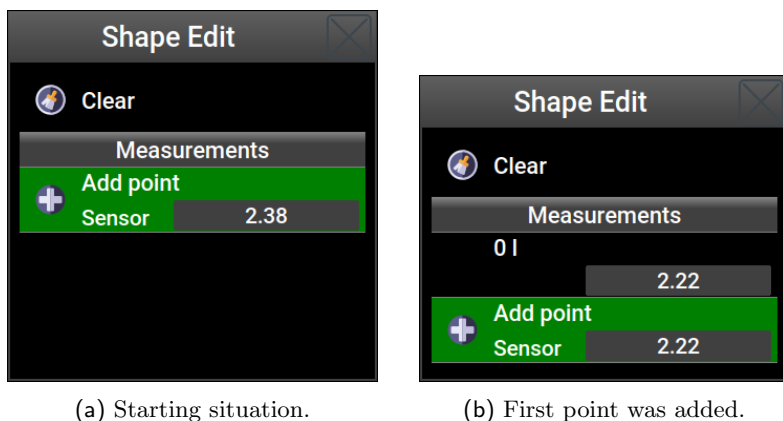 Shape Edit
Clear
Measurements
Add point
Sensor 2.38
(a) Starting situation.
Shape Edit
Clear
Measurements
0 l
2.22
Add point
Sensor 2.22
(b) First point was added.